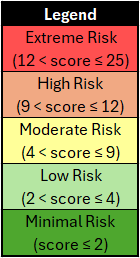 Legend
Extreme Risk
(12 < score ≤ 25)
High Risk
(9 < score ≤ 12)
Moderate Risk
(4 < score ≤ 9)
Low Risk
(2 < score ≤ 4)
Minimal Risk
(score ≤ 2)